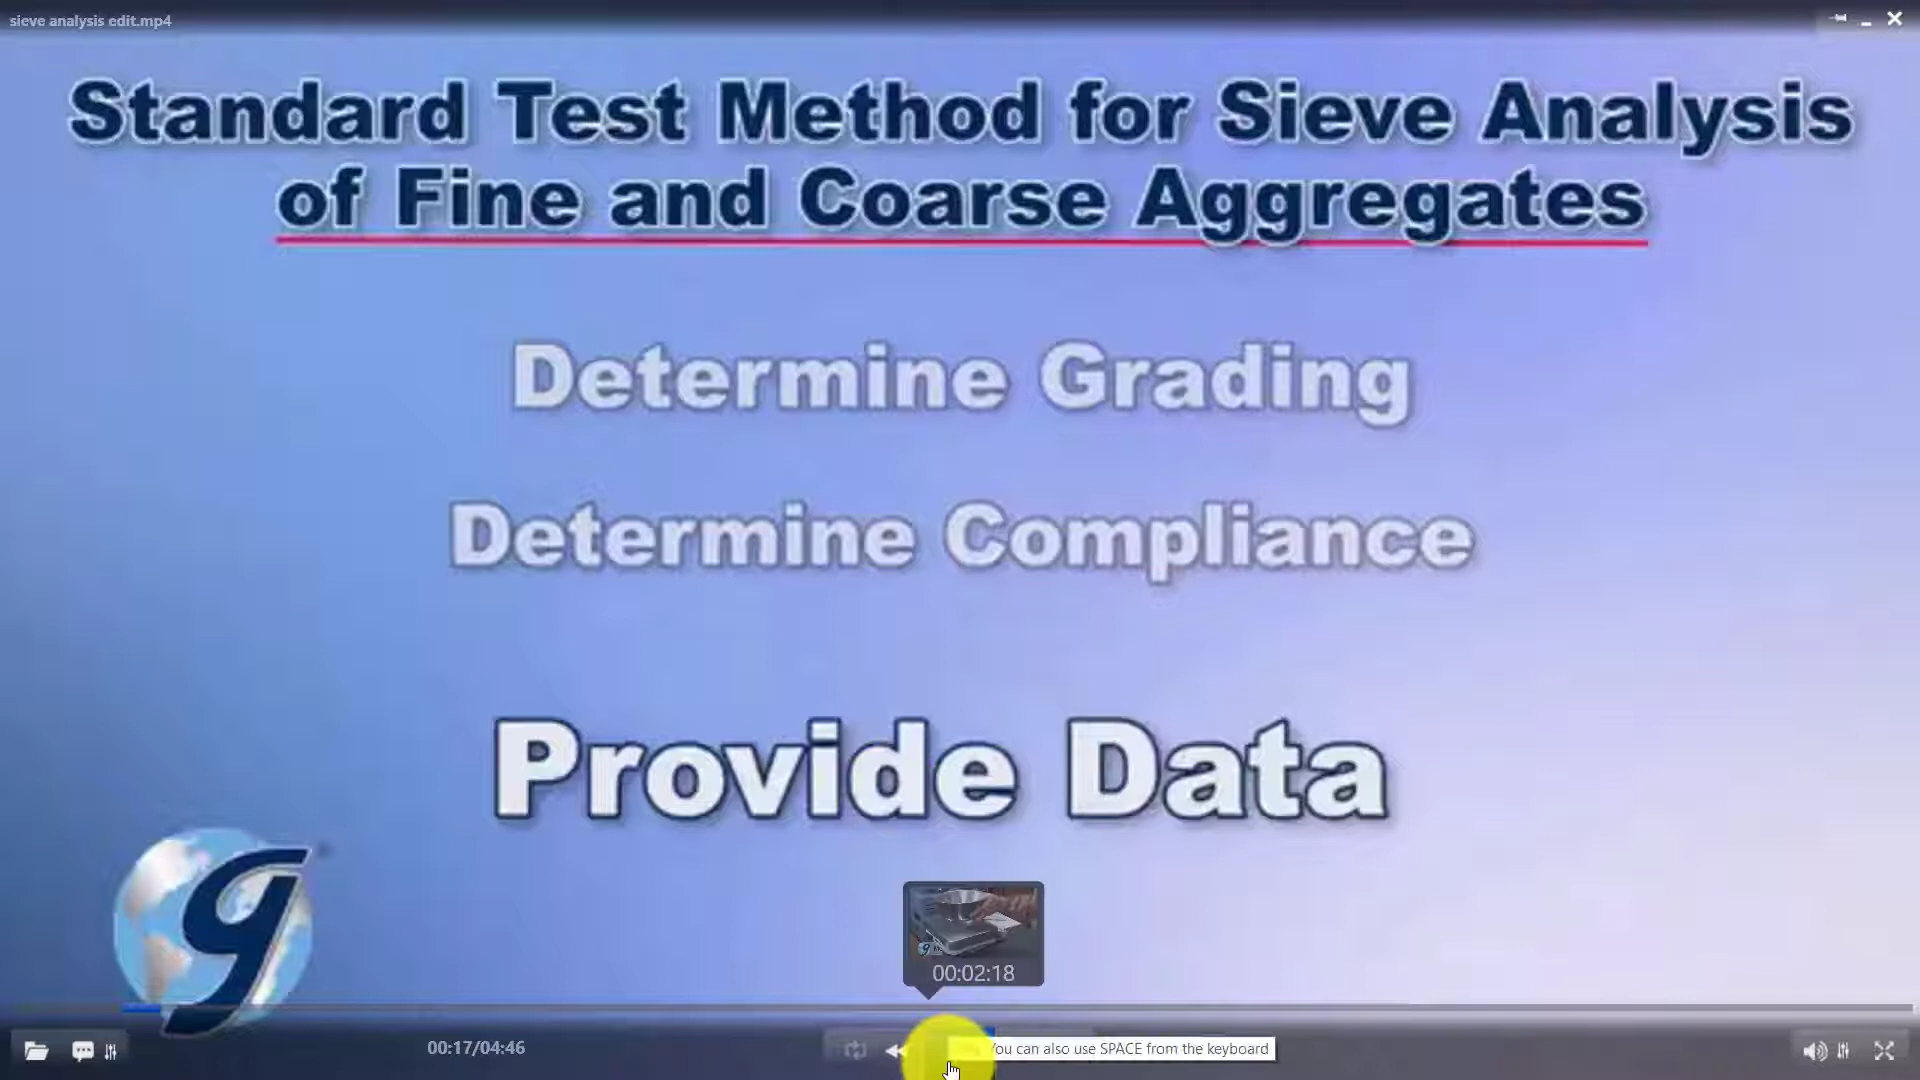 sieve analysis edit.mp4
Standard Test Method for Sieve Analysis
of Fine and Coarse Aggregates
Determine Grading
Determine Compliance
Provide Data
g
00:02:18
00:17/04:46
You can also use SPACE from the keyboard